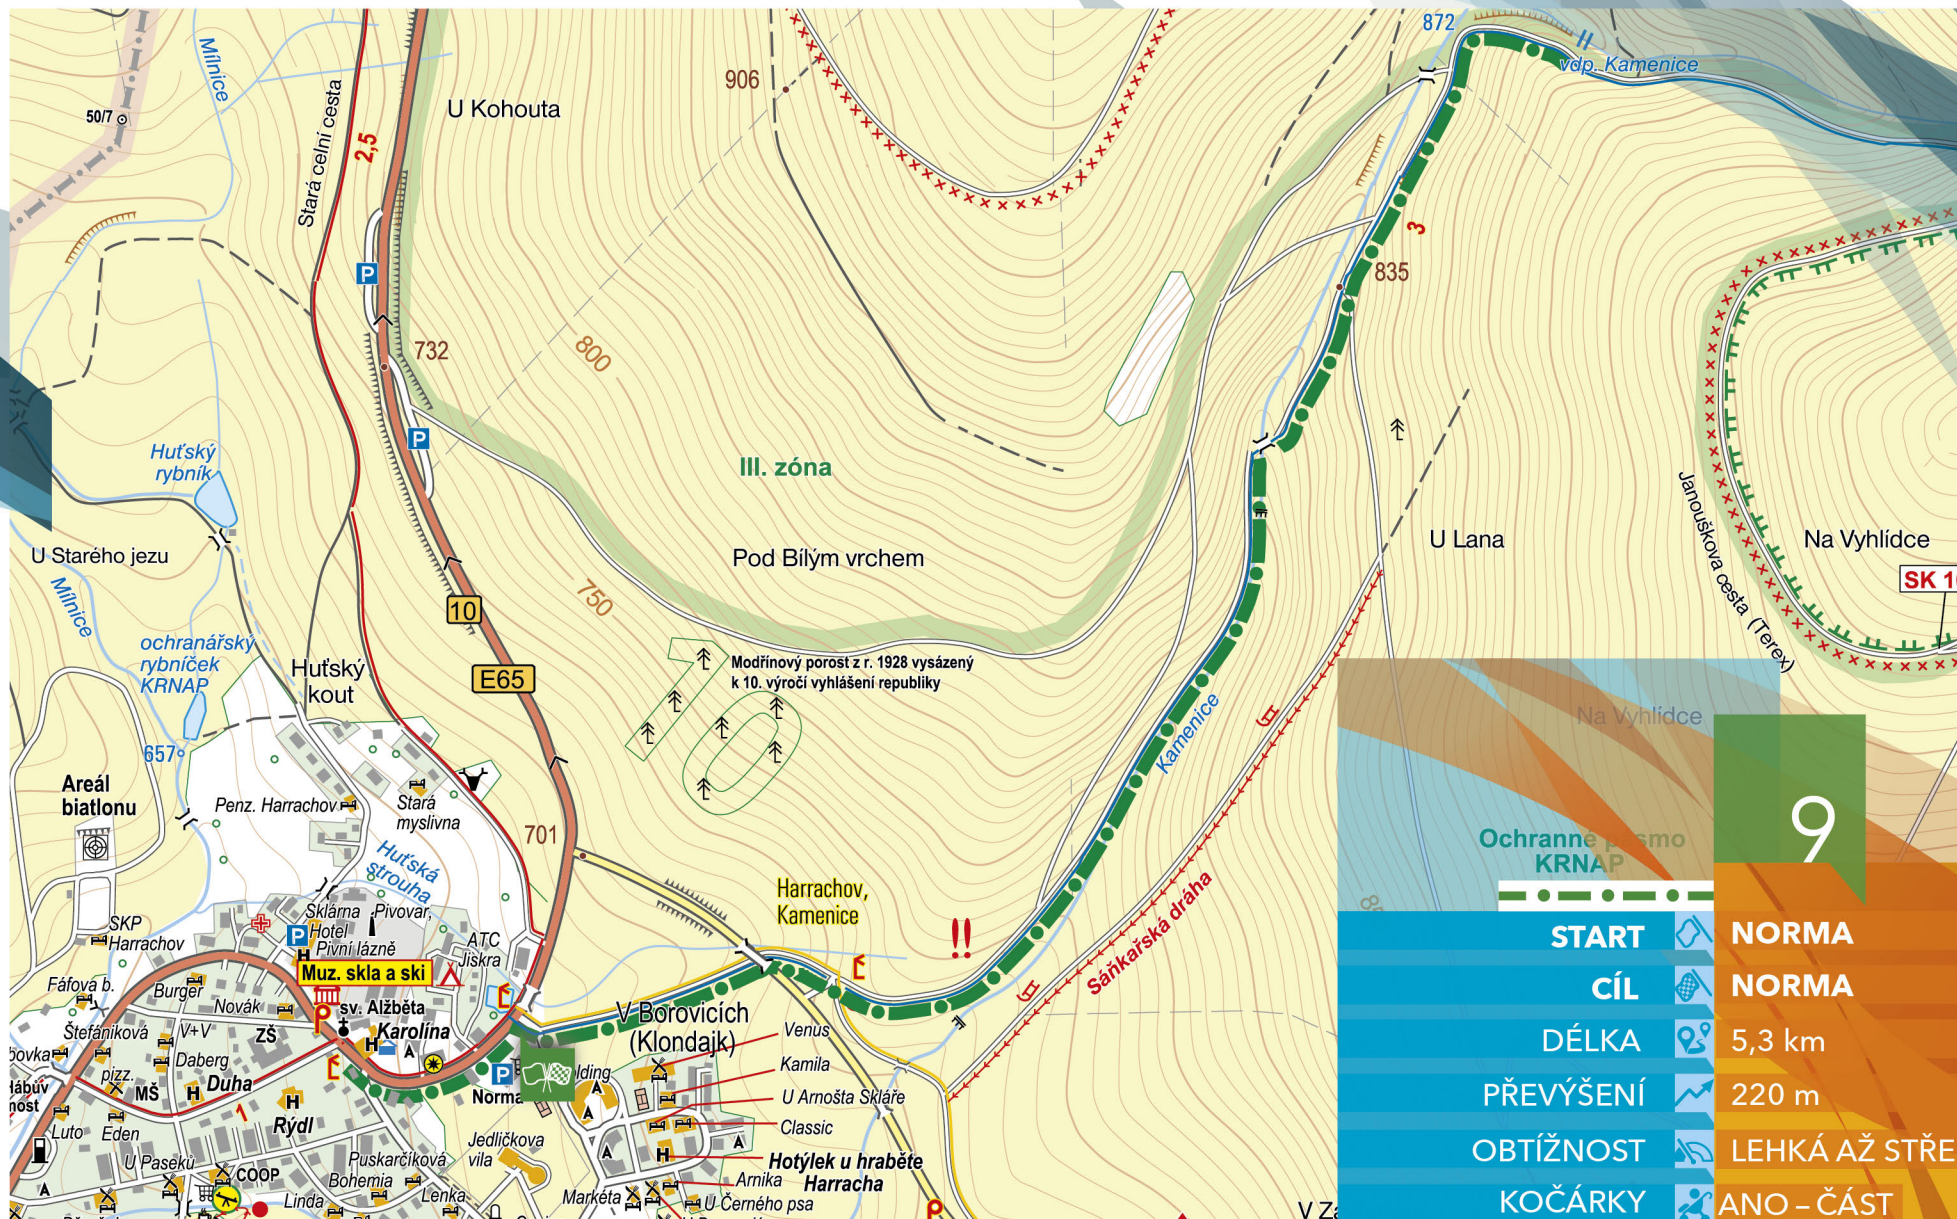 Mílnice
872
vdp. Kamenice
906
U Kohouta
50/7
2,5
Stará celní cesta
P
3
835
732
800
P
Huťský
rybník
III. zóna
U Starého jezu
Pod Bílým vrchem
U Lana
Janouškova cesta (Terex)
Na Vyhlídce
SK 1
Mílnice
10
750
ochranářský
rybníček
KRNAP
Huťský
kout
E65
Modřínový porost z r. 1928 vysázený
k 10. výročí vyhlášení republiky
Kamenice
Na Vyhlídce
657
Areál
biatlonu
Penz. Harrachov
Stará
myslivna
701
Huťská
strouha
Harrachov,
Kamenice
!!
Sáňkařská dráha
Ochranné pásmo
KRNAP
9
SKP
Harrachov
Sklárna
Pivovar,
Hotel
Pivní lázně
P
H
ATC
Jiskra
Muz. skla a ski
Fáfova b.
Burger
Novák
sv. Alžběta
Karolína
H
A
Štefániková
V+V
ZŠ
Daberg
pizz.
MŠ
H
Duha
H
Rýdl
1
P
Norma
V Borovicích
(Klondajk)
Venus
Kamila
U Arnošta Skláře
Classic
H
Hotýlek u hraběte
Harracha
Arnika
U Černého psa
Markéta
Jedličkova
vila
Luto
Eden
U Paseků
COOP
Puskarčíková
Bohemia
Linda
Lenka
START NORMA
CÍL NORMA
DÉLKA 5,3 km
PŘEVÝŠENÍ 220 m
OBTÍŽNOST LEHKÁ AŽ STŘE
KOČÁRKY ANO – ČÁST